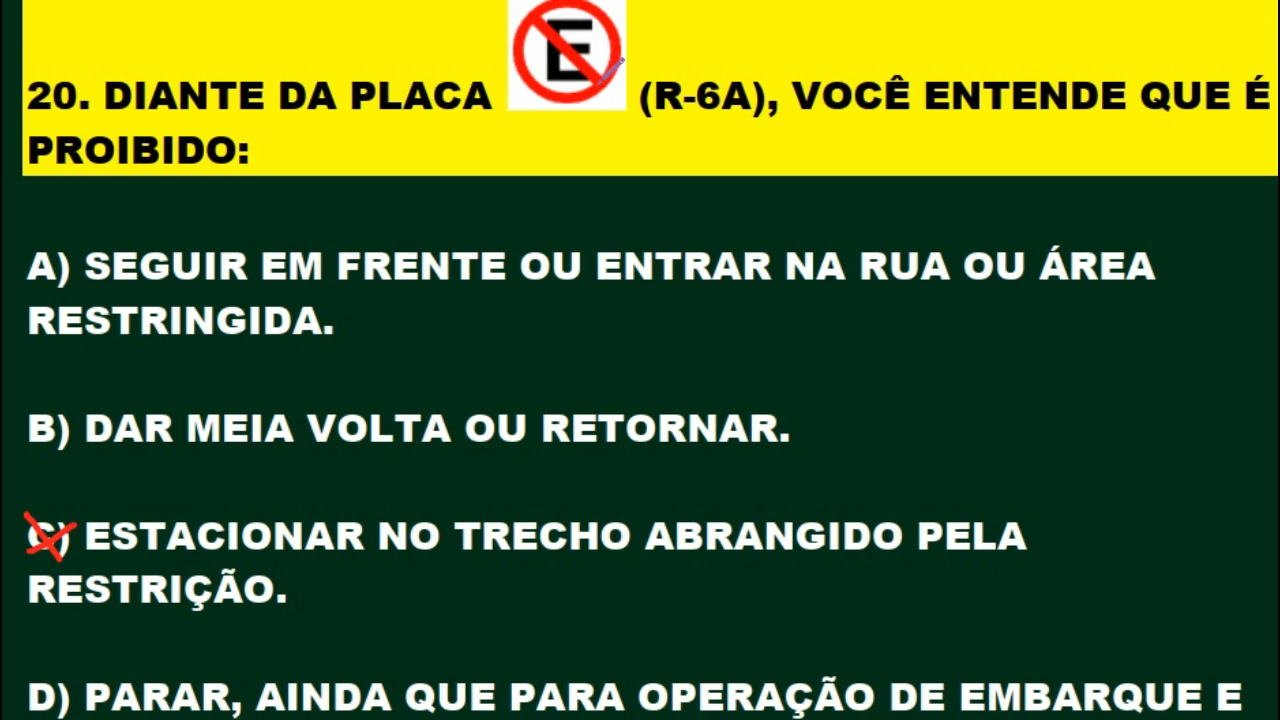 E
20. DIANTE DA PLACA (R-6A), VOCÊ ENTENDE QUE É
PROIBIDO:
A) SEGUIR EM FRENTE OU ENTRAR NA RUA OU ÁREA
RESTRINGIDA.
B) DAR MEIA VOLTA OU RETORNAR.
C) ESTACIONAR NO TRECHO ABRANGIDO PELA
RESTRIÇÃO.
D) PARAR, AINDA QUE PARA OPERAÇÃO DE EMBARQUE E